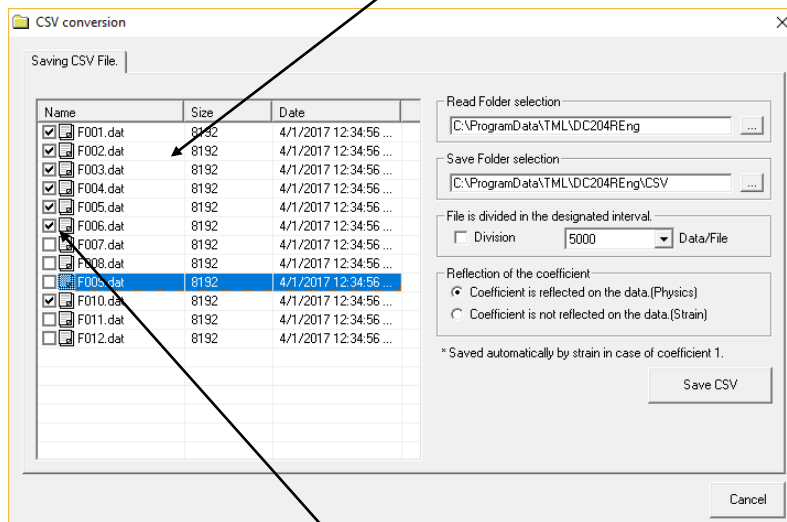 CSV conversion
Saving CSV File.
Name Size Date
F001.dat 8192 4/1/2017 12:34:56 ...
F002.dat 8192 4/1/2017 12:34:56 ...
F003.dat 8192 4/1/2017 12:34:56 ...
F004.dat 8192 4/1/2017 12:34:56 ...
F005.dat 8192 4/1/2017 12:34:56 ...
F006.dat 8192 4/1/2017 12:34:56 ...
F007.dat 8192 4/1/2017 12:34:56 ...
F008.dat 8192 4/1/2017 12:34:56 ...
F009.dat 8192 4/1/2017 12:34:56 ...
F010.dat 8192 4/1/2017 12:34:56 ...
F011.dat 8192 4/1/2017 12:34:56 ...
F012.dat 8192 4/1/2017 12:34:56 ...
Read Folder selection
C:\ProgramData\TML\DC204REng ...
Save Folder selection
C:\ProgramData\TML\DC204REng\CSV ...
File is divided in the designated interval.
Division 5000 Data/File
Reflection of the coefficient
Coefficient is reflected on the data.(Physics)
Coefficient is not reflected on the data.(Strain)
* Saved automatically by strain in case of coefficient 1.
Save CSV
Cancel